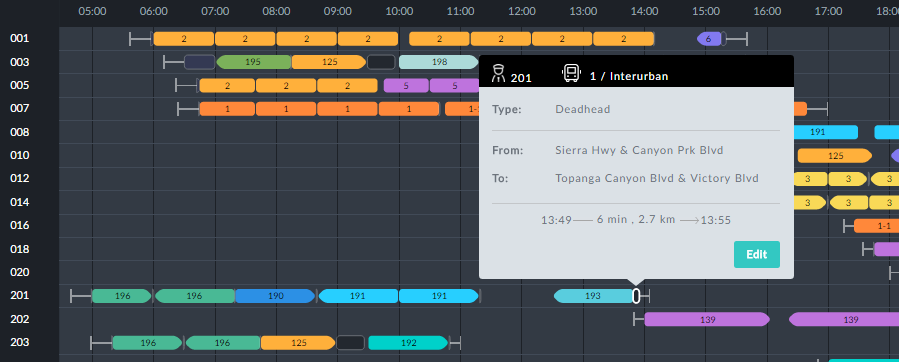 05:00 06:00 07:00 08:00 09:00 10:00 11:00 12:00 13:00 14:00 15:00 16:00 17:00 18:0
001 2 2 2 2 2 2 2 2 6
003 195 125 198
201 1 / Interurban
005 2 2 2 5 5
007 1 1 1 1 1-1
Type: Deadhead
008 191
From: Sierra Hwy & Canyon Prk Blvd
010 125
To: Topanga Canyon Blvd & Victory Blvd
012 3 3 3
014 3 3 3
13:49 6 min , 2.7 km 13:55
016 1-1
018
Edit
020
201 196 196 190 191 191 193
202 139 139
203 196 196 125 192